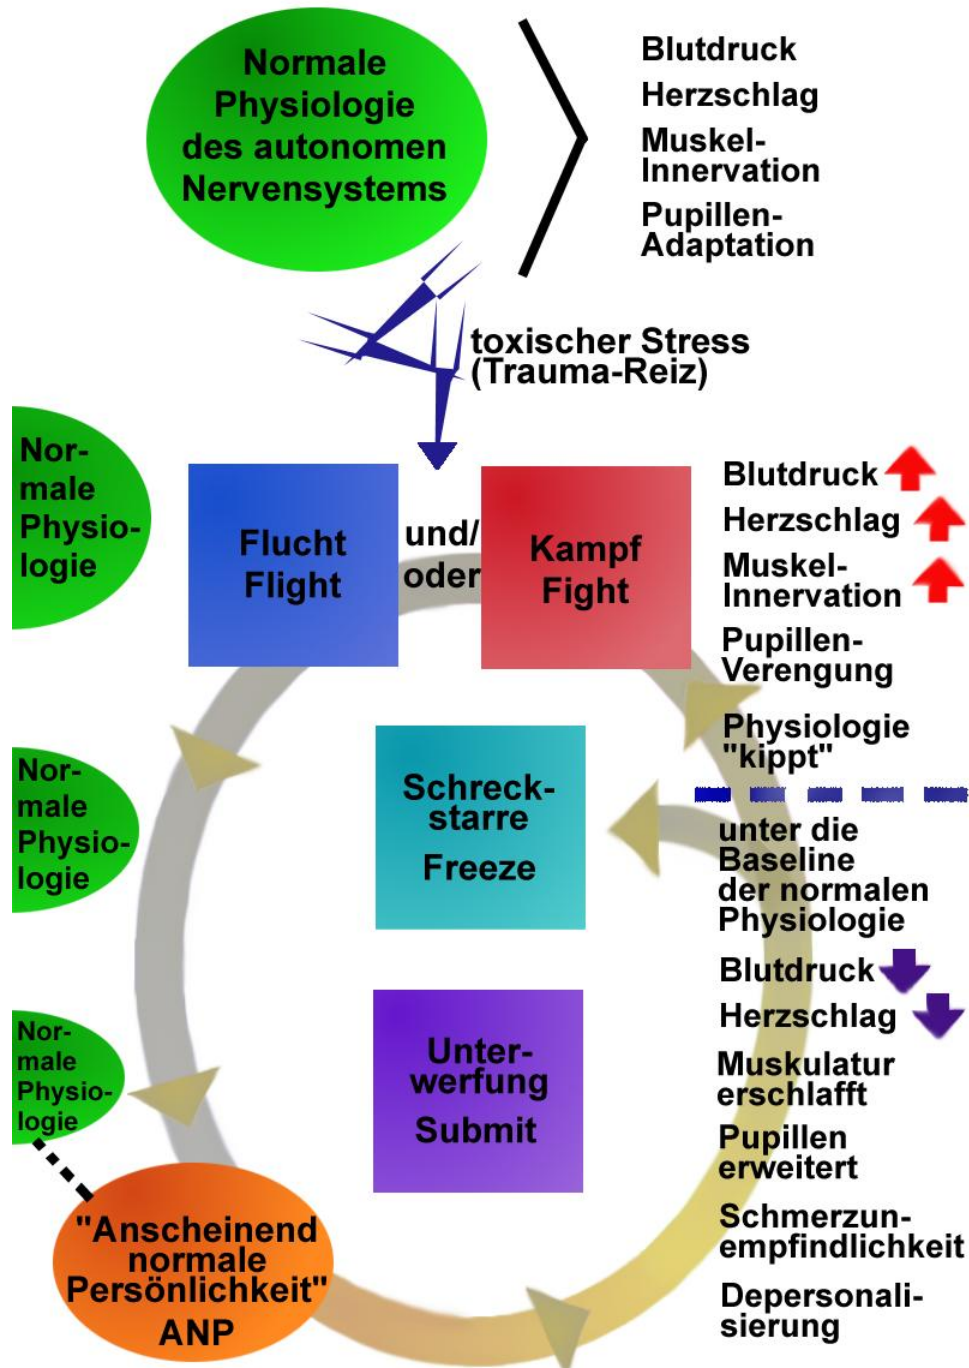 Normale
Physiologie
des autonomen
Nervensystems
Blutdruck
Herzschlag
Muskel-
Innervation
Pupillen-
Adaptation
toxischer Stress
(Trauma-Reiz)
Nor-
male
Physio-
logie
Flucht
Flight
und/
oder
Kampf
Fight
Blutdruck
Herzschlag
Muskel-
Innervation
Pupillen-
Verengung
Physiologie
"kippt"
Nor-
male
Physio-
logie
Schreck-
starre
Freeze
unter die
Baseline
der normalen
Physiologie
Blutdruck
Herzschlag
Muskulatur
erschlafft
Pupillen
erweitert
Schmerzun-
empfindlichkeit
Depersonali-
sierung
Nor-
male
Physio-
logie
Unter-
werfung
Submit
"Anscheinend
normale
Persönlichkeit"
ANP